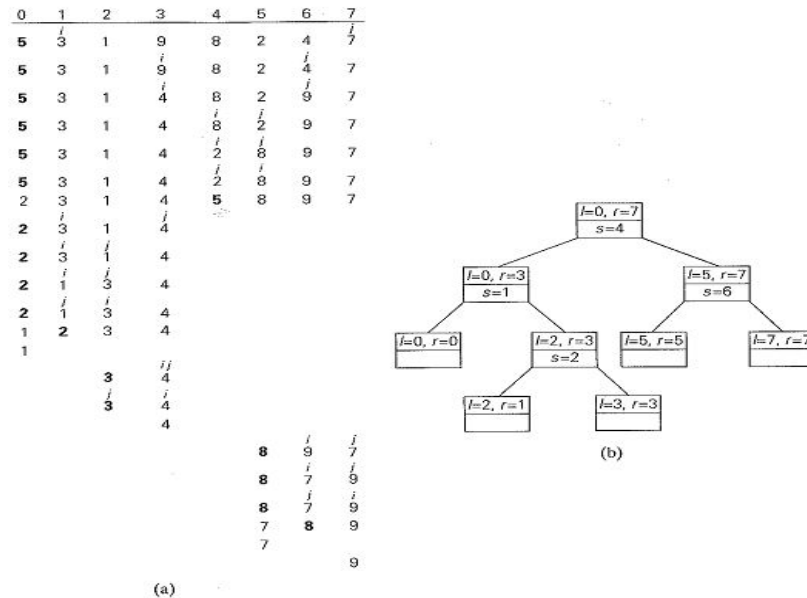 0 1 2 3 4 5 6 7
i j
5 3 1 9 8 2 4 7
i j
5 3 1 9 8 2 4 7
i j
5 3 1 4 8 2 9 7
i j
5 3 1 4 8 2 9 7
i j
5 3 1 4 2 8 9 7
j i
5 3 1 4 2 8 9 7
2 3 1 4 5 8 9 7
i j
2 3 1 4
i j
2 3 1 4
i j
2 1 3 4
j i
2 1 3 4
1 2 3 4
1
ij
3 4
j i
3 4
4
i j
8 9 7
i j
8 7 9
j i
8 7 9
7 8 9
7
9
(a)
l=0, r=7
s=4
l=0, r=3
s=1
l=5, r=7
s=6
l=0, r=0
l=2, r=3
s=2
l=5, r=5
l=7, r=7
l=2, r=1
l=3, r=3
(b)